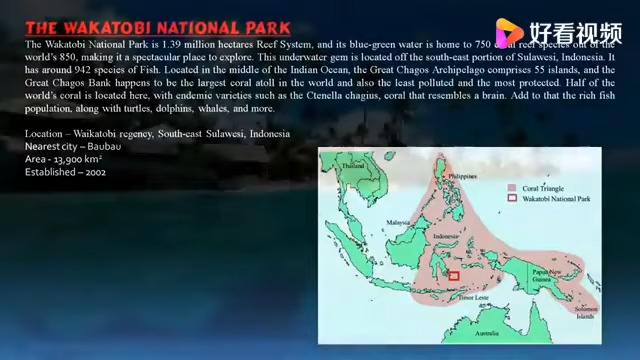 THE WAKATOBI NATIONAL PARK
好看视频
The Wakatobi National Park is 1.39 million hectares Reef System, and its blue-green water is home to 750 reef species out of the
world's 850, making it a spectacular place to explore. This underwater gem is located off the south-east portion of Sulawesi, Indonesia. It
has around 942 species of Fish. Located in the middle of the Indian Ocean, the Great Chagos Archipelago comprises 55 islands, and the
Great Chagos Bank happens to be the largest coral atoll in the world and also the least polluted and the most protected. Half of the
world's coral is located here, with endemic varieties such as the Ctenella chagius, coral that resembles a brain. Add to that the rich fish
population, along with turtles, dolphins, whales, and more.
Location – Waikatobi regency, South-east Sulawesi, Indonesia
Nearest city – Baubau
Area - 13,900 km²
Established – 2002
Thailand
Philippines
Coral Triangle
Wakatobi National Park
Malaysia
Indonesia
Papua New
Guinea
Timor Leste
Solomon
Islands
Australia